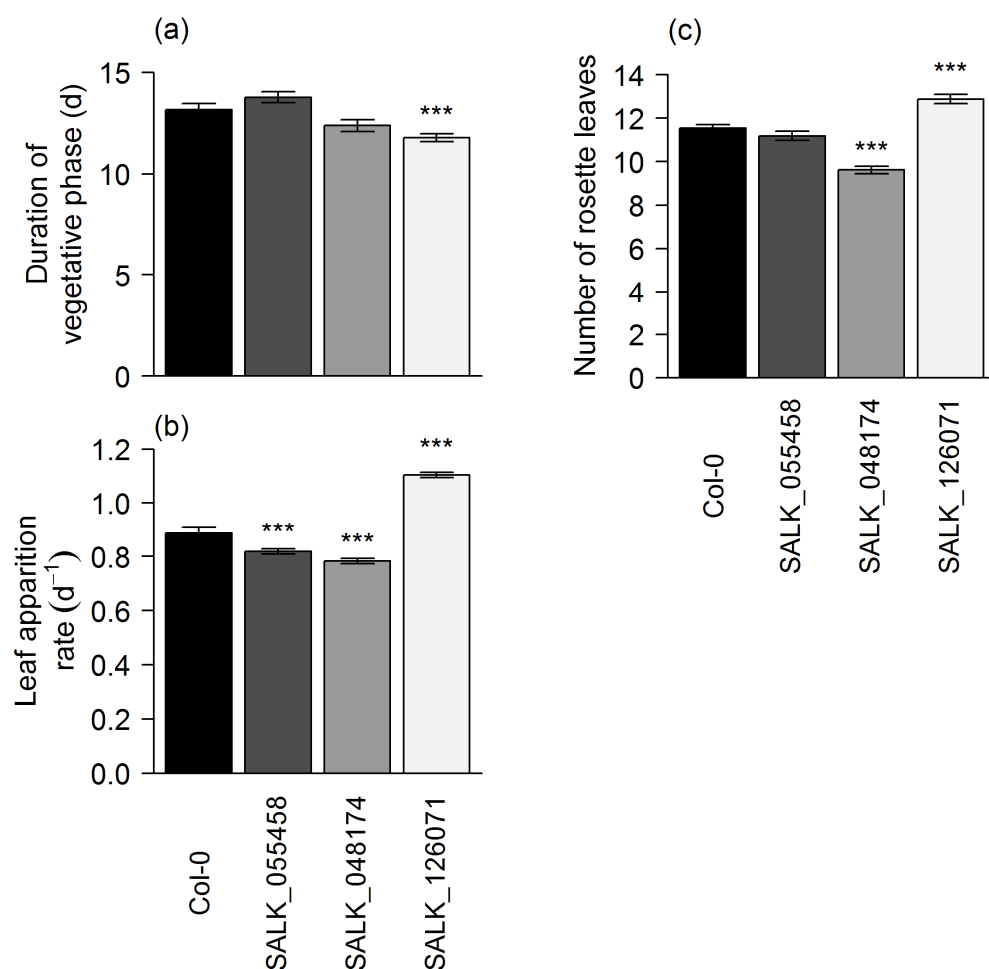 (a)
Duration of
vegetative phase (d)
15
10
5
0
***
(b)
Leaf apparition
rate (d⁻¹)
1.2
1.0
0.8
0.6
0.4
0.2
0.0
***
***
***
Col-0
SALK_055458
SALK_048174
SALK_126071
(c)
Number of rosette leaves
14
12
10
8
6
4
2
0
***
***
Col-0
SALK_055458
SALK_048174
SALK_126071